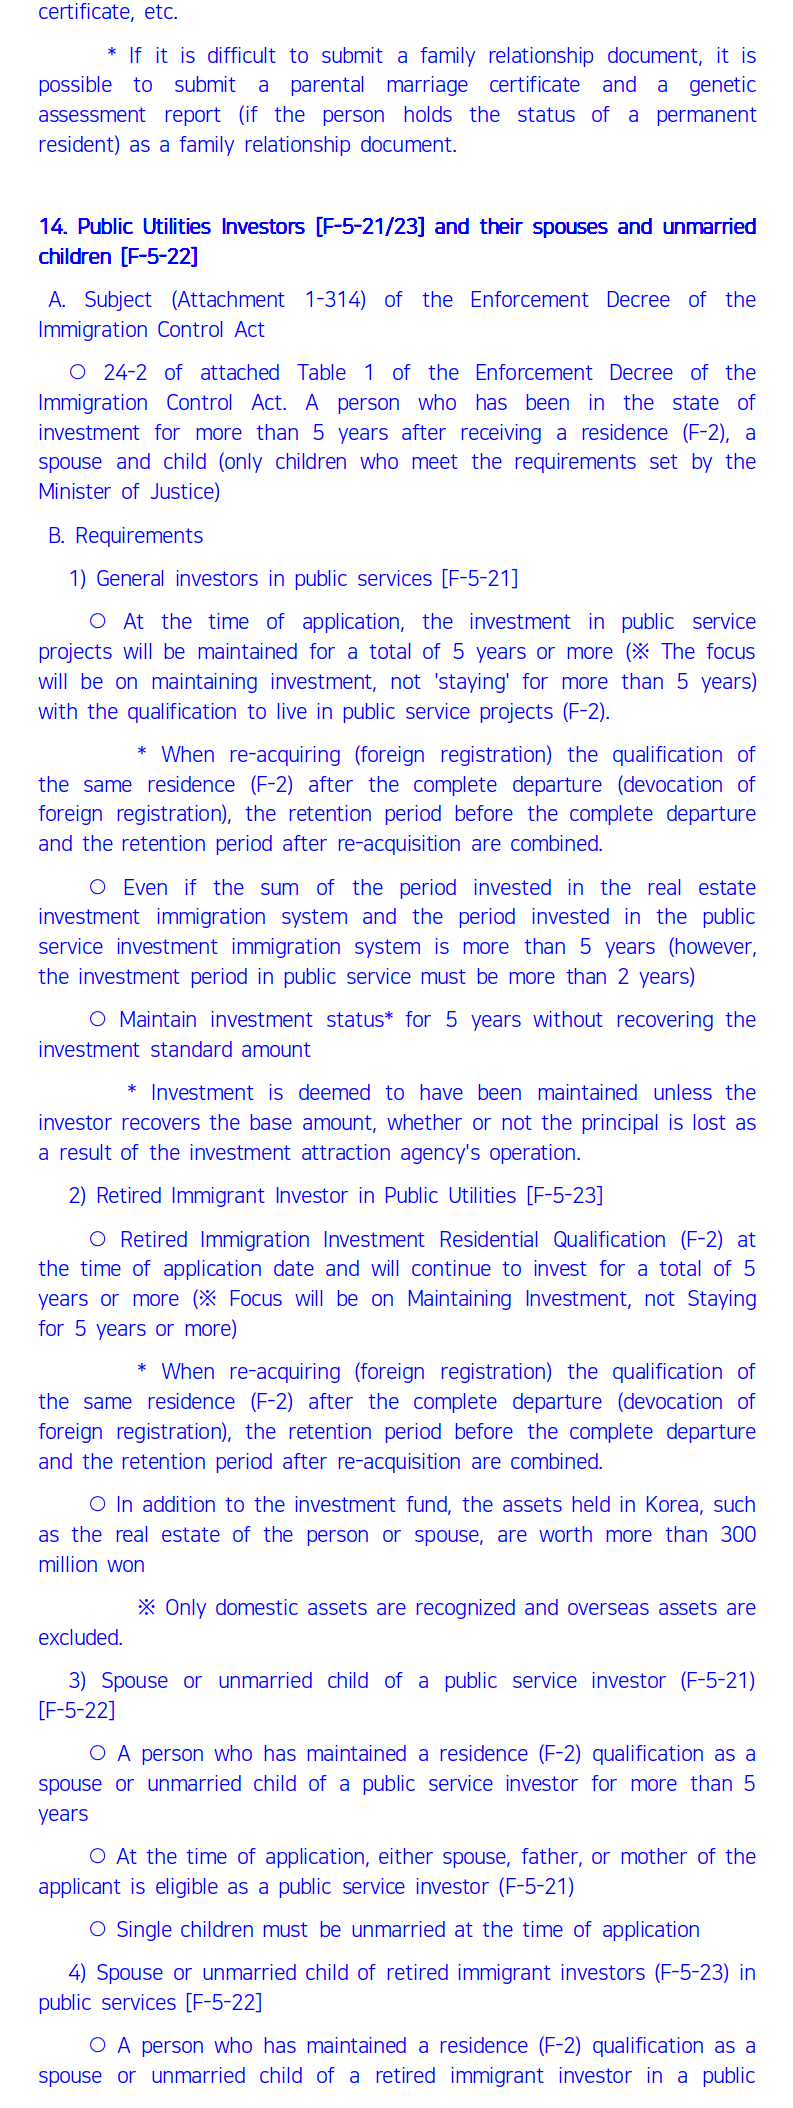 certificate, etc.
* If it is difficult to submit a family relationship document, it is
possible to submit a parental marriage certificate and a genetic
assessment report (if the person holds the status of a permanent
resident) as a family relationship document.
14. Public Utilities Investors [F-5-21/23] and their spouses and unmarried
children [F-5-22]
A. Subject (Attachment 1-314) of the Enforcement Decree of the
Immigration Control Act
○ 24-2 of attached Table 1 of the Enforcement Decree of the
Immigration Control Act. A person who has been in the state of
investment for more than 5 years after receiving a residence (F-2), a
spouse and child (only children who meet the requirements set by the
Minister of Justice)
B. Requirements
1) General investors in public services [F-5-21]
○ At the time of application, the investment in public service
projects will be maintained for a total of 5 years or more (※ The focus
will be on maintaining investment, not 'staying' for more than 5 years)
with the qualification to live in public service projects (F-2).
* When re-acquiring (foreign registration) the qualification of
the same residence (F-2) after the complete departure (devocation of
foreign registration), the retention period before the complete departure
and the retention period after re-acquisition are combined.
○ Even if the sum of the period invested in the real estate
investment immigration system and the period invested in the public
service investment immigration system is more than 5 years (however,
the investment period in public service must be more than 2 years)
○ Maintain investment status* for 5 years without recovering the
investment standard amount
* Investment is deemed to have been maintained unless the
investor recovers the base amount, whether or not the principal is lost as
a result of the investment attraction agency's operation.
2) Retired Immigrant Investor in Public Utilities [F-5-23]
○ Retired Immigration Investment Residential Qualification (F-2) at
the time of application date and will continue to invest for a total of 5
years or more (※ Focus will be on Maintaining Investment, not Staying
for 5 years or more)
* When re-acquiring (foreign registration) the qualification of
the same residence (F-2) after the complete departure (devocation of
foreign registration), the retention period before the complete departure
and the retention period after re-acquisition are combined.
○ In addition to the investment fund, the assets held in Korea, such
as the real estate of the person or spouse, are worth more than 300
million won
※ Only domestic assets are recognized and overseas assets are
excluded.
3) Spouse or unmarried child of a public service investor (F-5-21)
[F-5-22]
○ A person who has maintained a residence (F-2) qualification as a
spouse or unmarried child of a public service investor for more than 5
years
○ At the time of application, either spouse, father, or mother of the
applicant is eligible as a public service investor (F-5-21)
○ Single children must be unmarried at the time of application
4) Spouse or unmarried child of retired immigrant investors (F-5-23) in
public services [F-5-22]
○ A person who has maintained a residence (F-2) qualification as a
spouse or unmarried child of a retired immigrant investor in a public